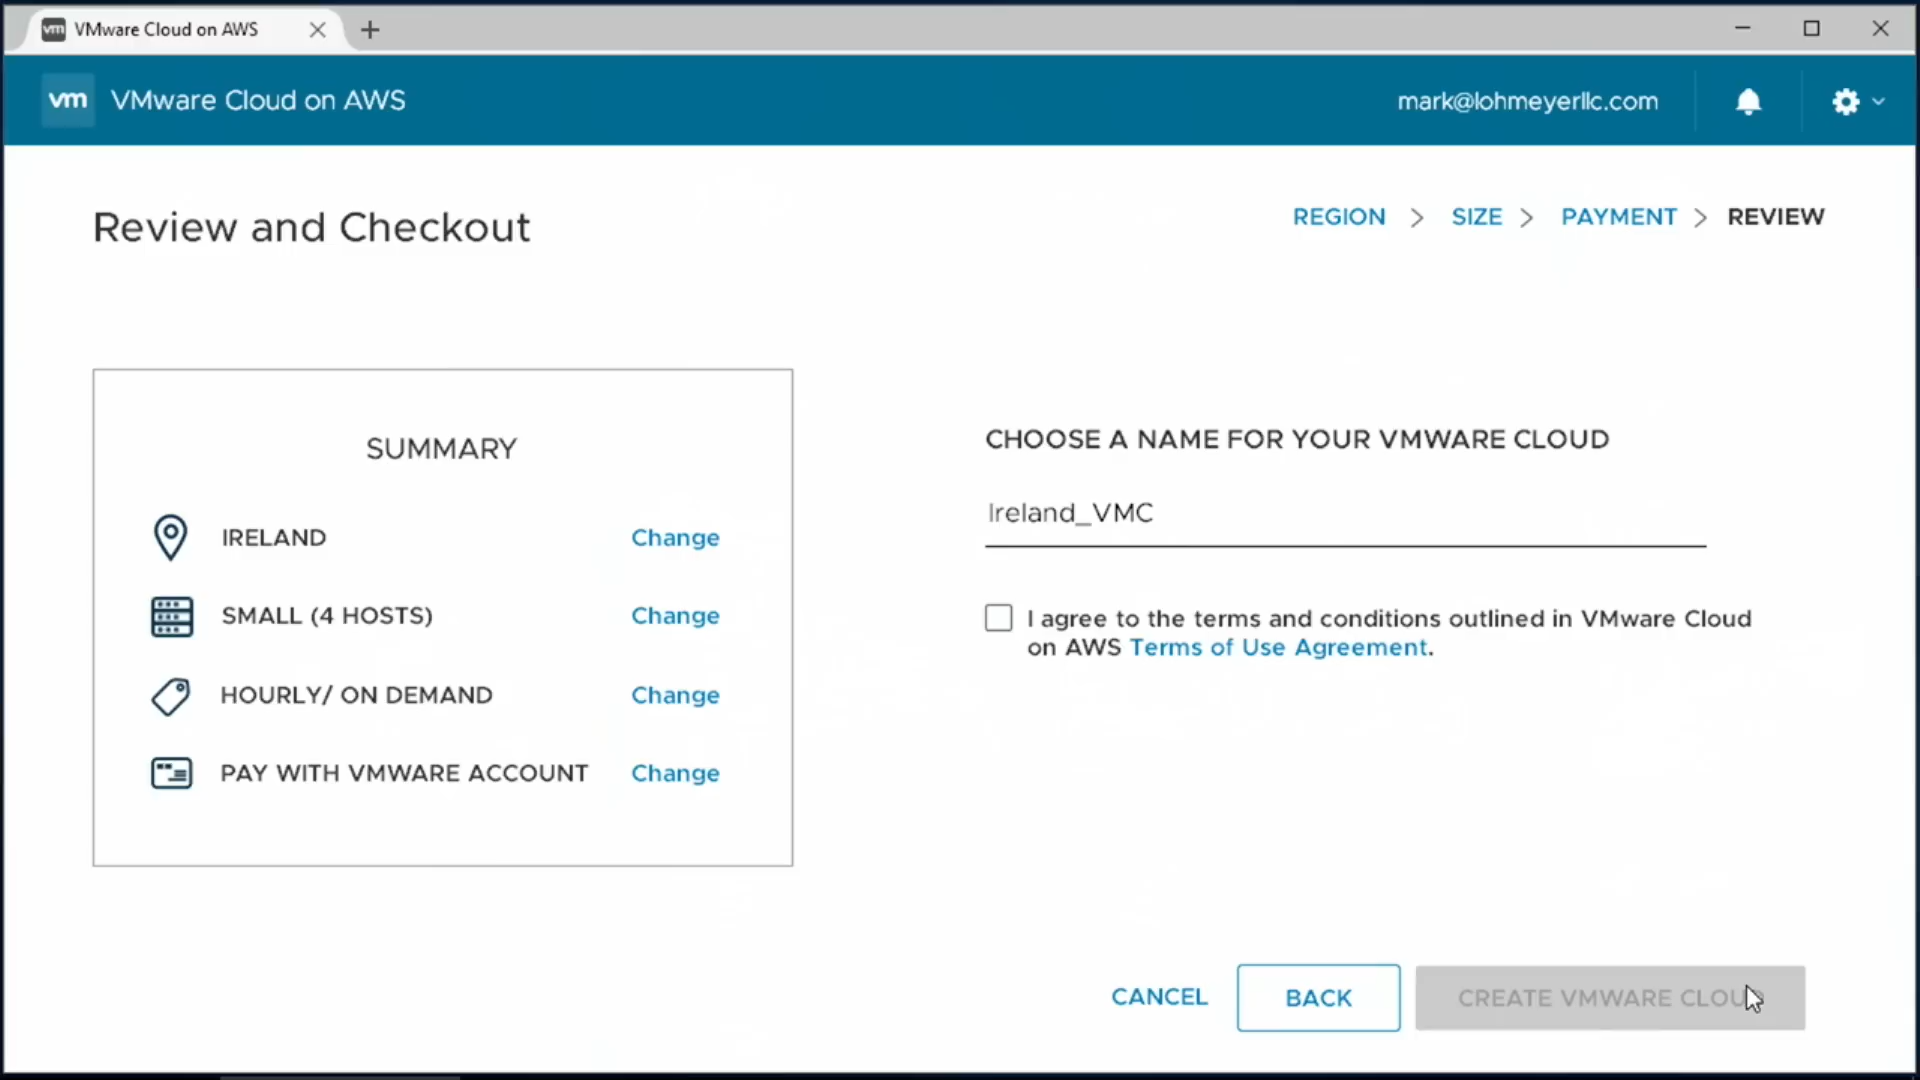 vm VMware Cloud on AWS
vm VMware Cloud on AWS
mark@lohmeyerllc.com
Review and Checkout
REGION > SIZE > PAYMENT > REVIEW
SUMMARY
IRELAND Change
SMALL (4 HOSTS) Change
HOURLY/ ON DEMAND Change
PAY WITH VMWARE ACCOUNT Change
CHOOSE A NAME FOR YOUR VMWARE CLOUD
Ireland_VMC
I agree to the terms and conditions outlined in VMware Cloud
on AWS Terms of Use Agreement.
CANCEL
BACK
CREATE VMWARE CLOUD